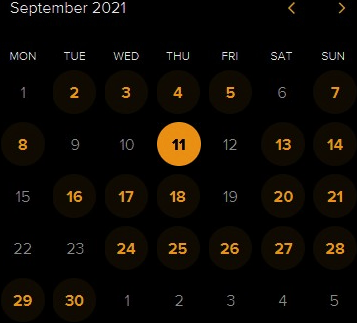 September 2021
MON TUE WED THU FRI SAT SUN
1 2 3 4 5 6 7
8 9 10 11 12 13 14
15 16 17 18 19 20 21
22 23 24 25 26 27 28
29 30 1 2 3 4 5